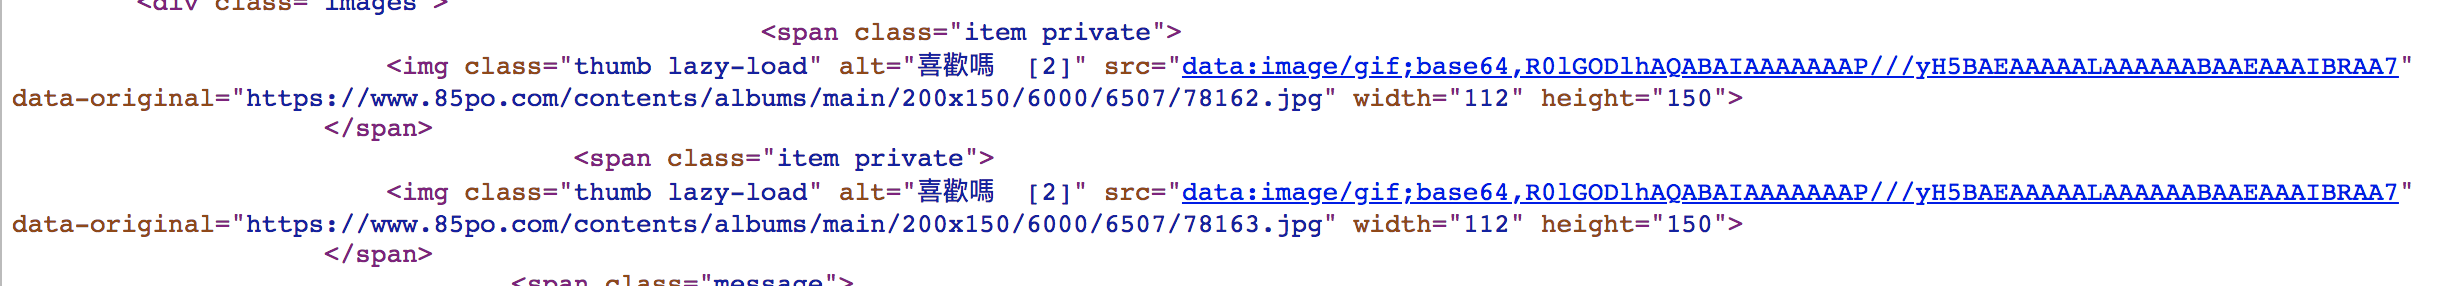 <div class="images">
<span class="item private">
<img class="thumb lazy-load" alt="喜歡嗎 [2]" src="data:image/gif;base64,R0lGODlhAQABAIAAAAAAAP///yH5BAEAAAAALAAAAAABAAEAAAIBRAA7"
data-original="https://www.85po.com/contents/albums/main/200x150/6000/6507/78162.jpg" width="112" height="150">
</span>
<span class="item private">
<img class="thumb lazy-load" alt="喜歡嗎 [2]" src="data:image/gif;base64,R0lGODlhAQABAIAAAAAAAP///yH5BAEAAAAALAAAAAABAAEAAAIBRAA7"
data-original="https://www.85po.com/contents/albums/main/200x150/6000/6507/78163.jpg" width="112" height="150">
</span>
<span class="message">